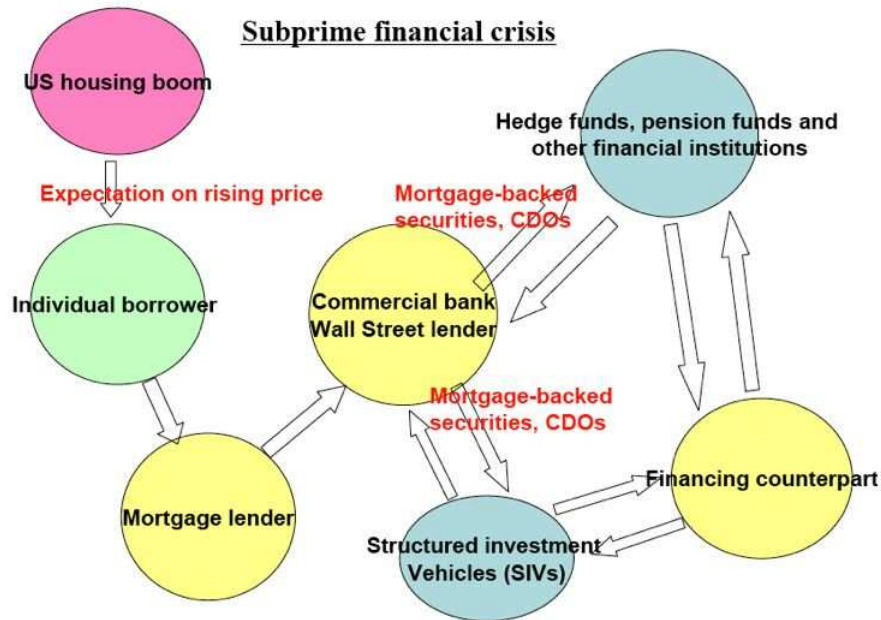 Subprime financial crisis
US housing boom
Hedge funds, pension funds and
other financial institutions
Expectation on rising price
Mortgage-backed
securities, CDOs
Individual borrower
Commercial bank
Wall Street lender
Mortgage-backed
securities, CDOs
Financing counterpart
Mortgage lender
Structured investment
Vehicles (SIVs)